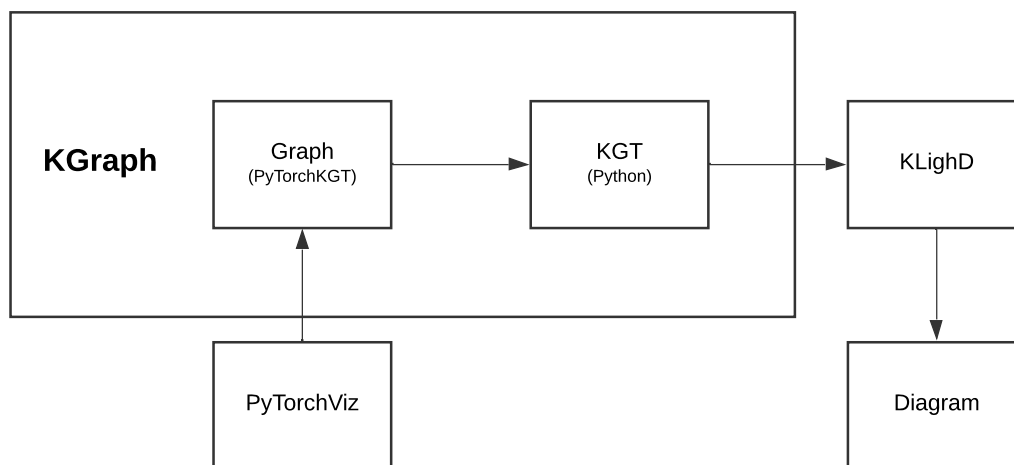 KGraph
Graph
(PyTorchKGT)
KGT
(Python)
KLighD
PyTorchViz
Diagram